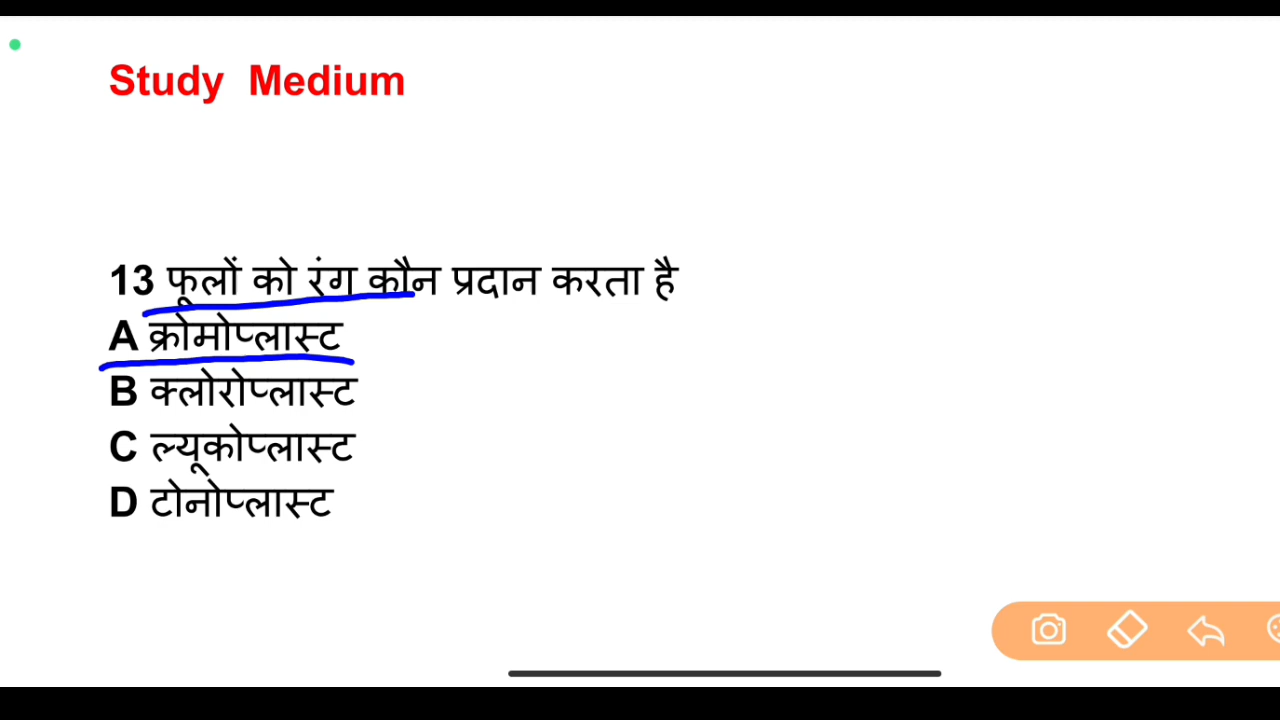 Study Medium
13 फूलों को रंग कौन प्रदान करता है
A क्रोमोप्लास्ट
B क्लोरोप्लास्ट
C ल्यूकोप्लास्ट
D टोनोप्लास्ट